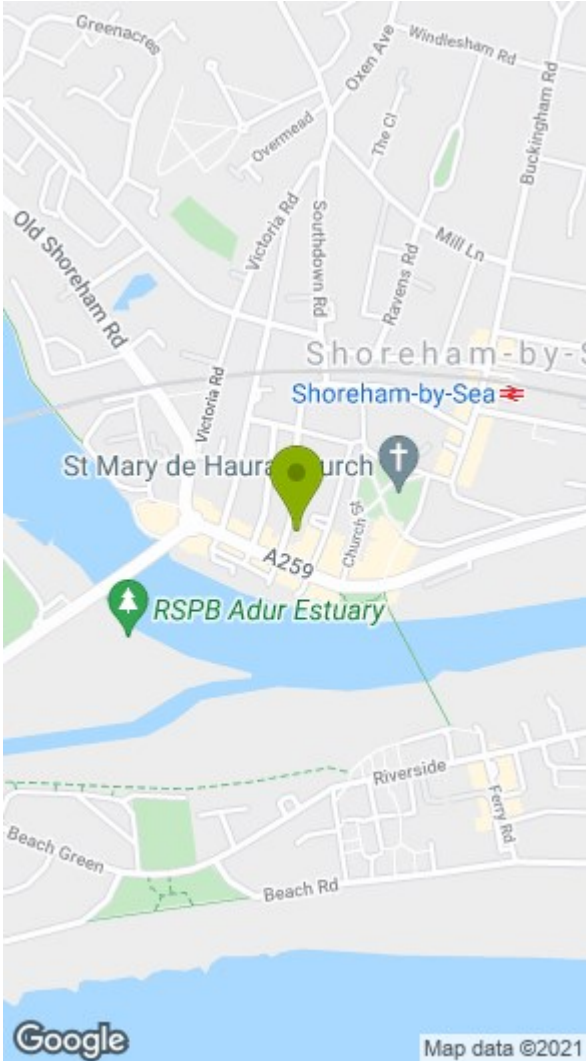 Greenacres
Oxen Ave
Windlesham Rd
Buckingham Rd
Overmead
The Cl
Victoria Rd
Southdown Rd
Mill Ln
Old Shoreham Rd
Ravens Rd
Shoreham-by-S
Victoria Rd
Shoreham-by-Sea
St Mary de Haura urch
Church St
A259
RSPB Adur Estuary
Riverside
Ferry Rd
Beach Green
Beach Rd
Google
Map data ©2021